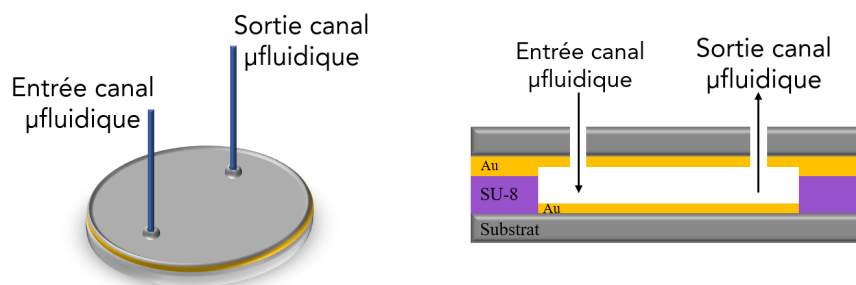 Sortie canal
µfluidique
Entrée canal
µfluidique
Entrée canal
µfluidique
Sortie canal
µfluidique
Au
SU-8
Au
Substrat